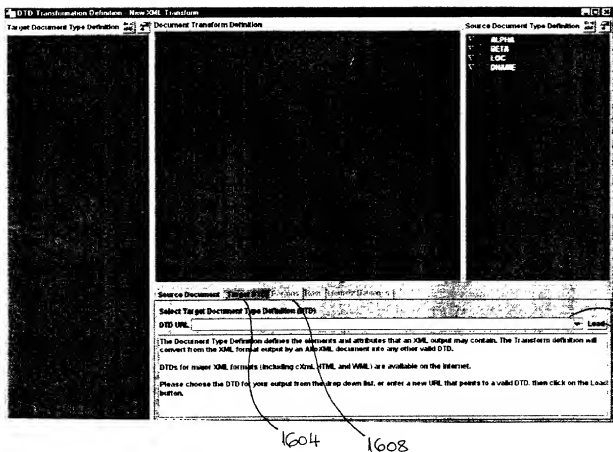 DTD Transformation Definition - New XML Transform
Target Document Type Definition
Document Transform Definition
Source Document Type Definition
ALPHA
BETA
LOC
DNAME
Source Document Target DTD
Select Target Document Type Definition (DTD)
DTD URL
Load
The Document Type Definition defines the elements and attributes that an XML output may contain. The Transform definition will
convert from the XML format output by an XML document into any other valid DTD.
DTDs for major XML formats (including cXml, HTML and WML) are available on the internet.
Please choose the DTD for your output from the drop down list, or enter a new URL that points to a valid DTD, then click on the Load
button.
1604
1608